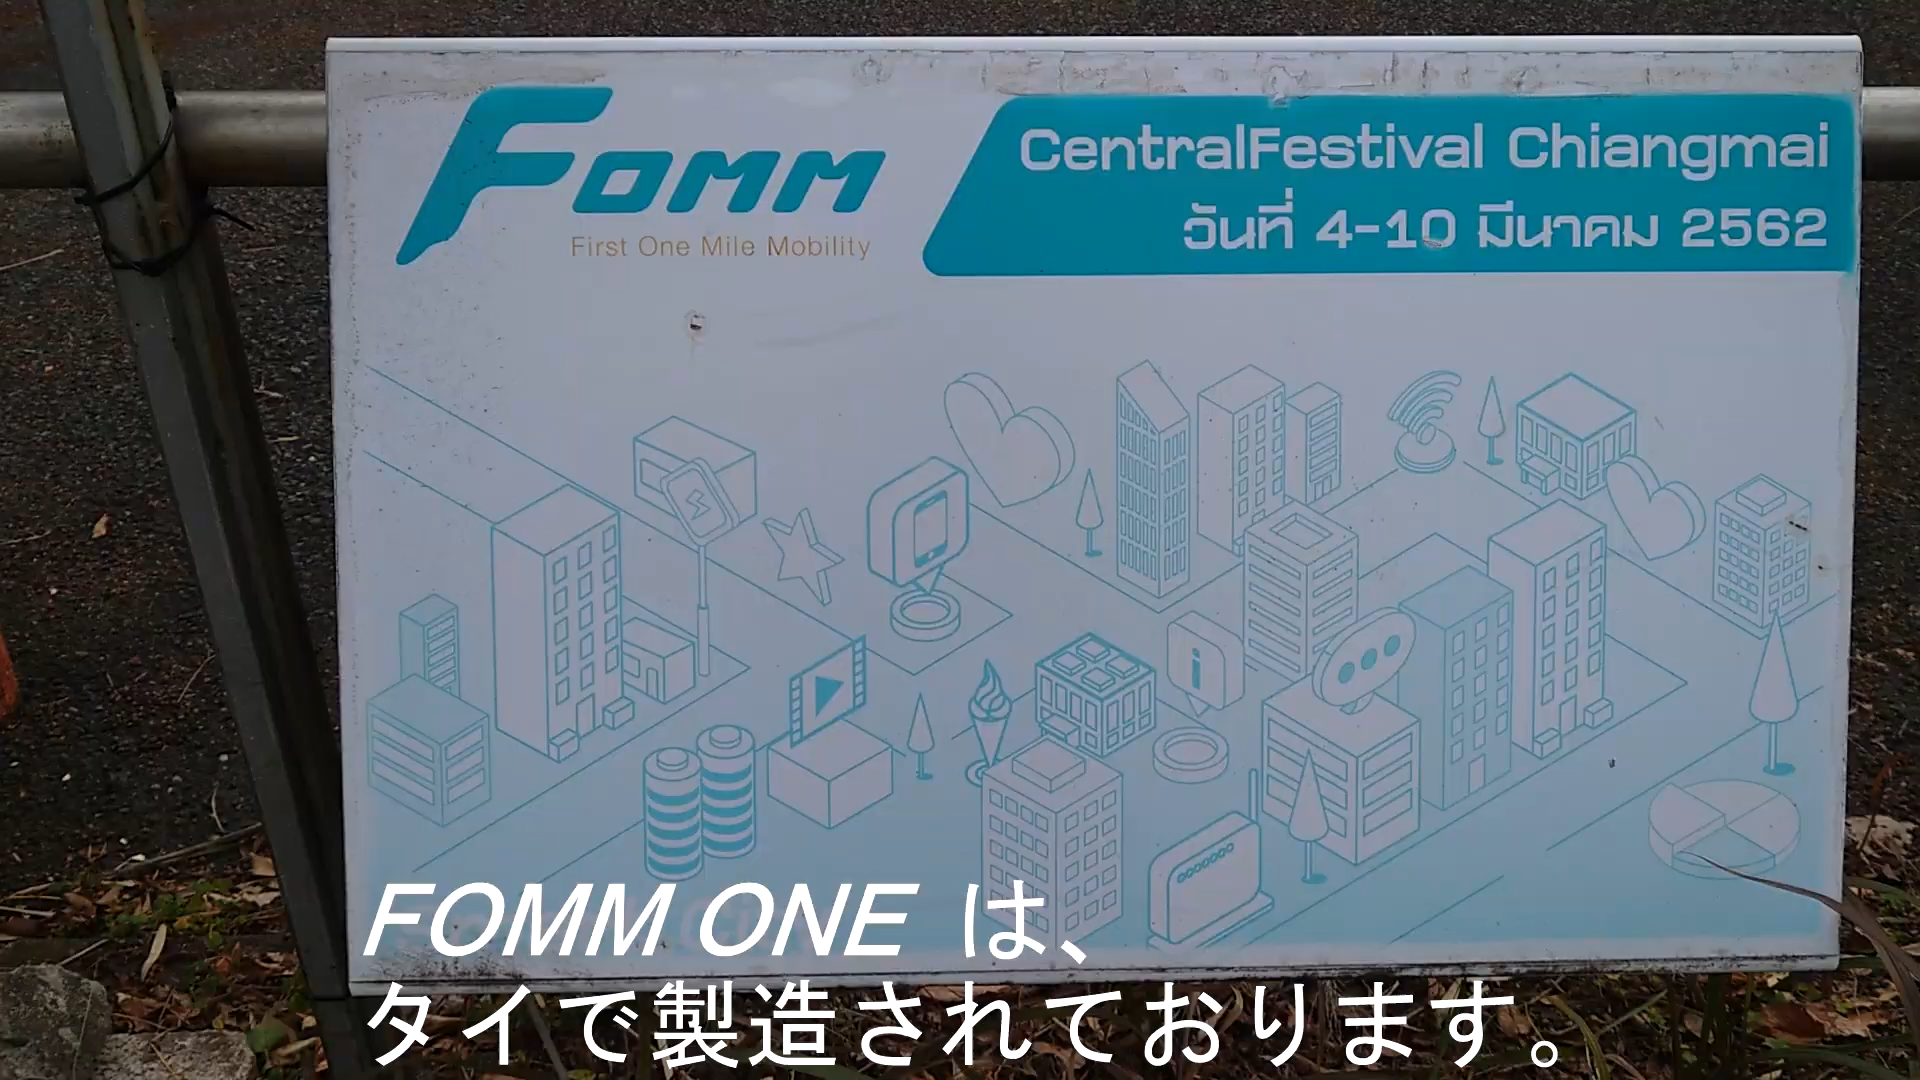 Fomm
First One Mile Mobility
CentralFestival Chiangmai
วันที่ 4-10 มีนาคม 2562
i
FOMM ONE は、
タイで製造されております。